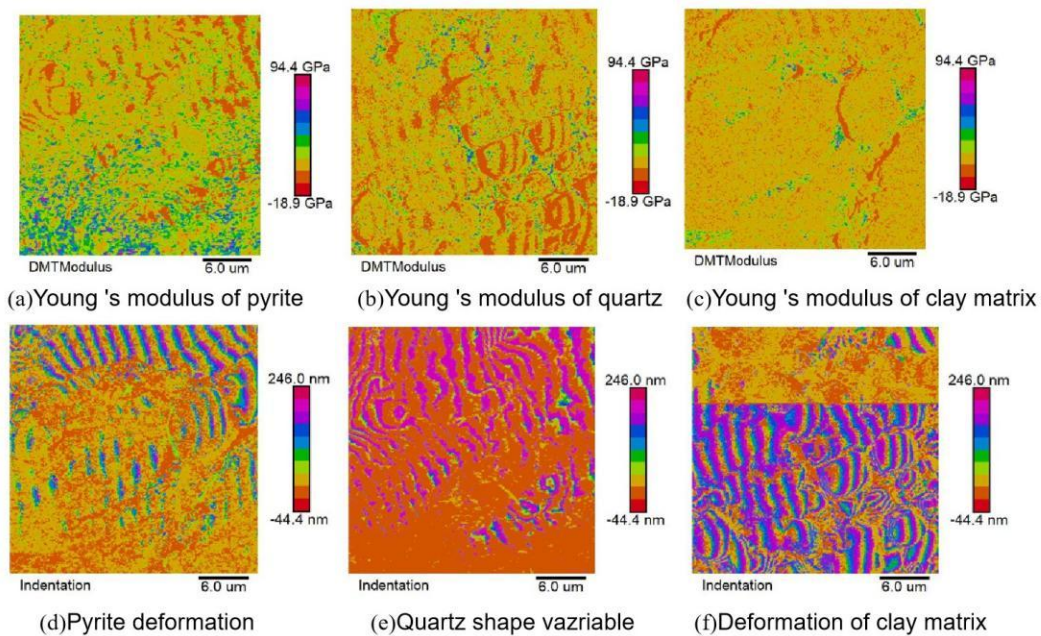 94.4 GPa
-18.9 GPa
DMTModulus
6.0 um
94.4 GPa
-18.9 GPa
DMTModulus
6.0 um
94.4 GPa
-18.9 GPa
DMTModulus
6.0 um
(a)Young 's modulus of pyrite
(b)Young 's modulus of quartz
(c)Young 's modulus of clay matrix
246.0 nm
-44.4 nm
Indentation
6.0 um
246.0 nm
-44.4 nm
Indentation
6.0 um
246.0 nm
-44.4 nm
Indentation
6.0 um
(d)Pyrite deformation
(e)Quartz shape vazriable
(f)Deformation of clay matrix